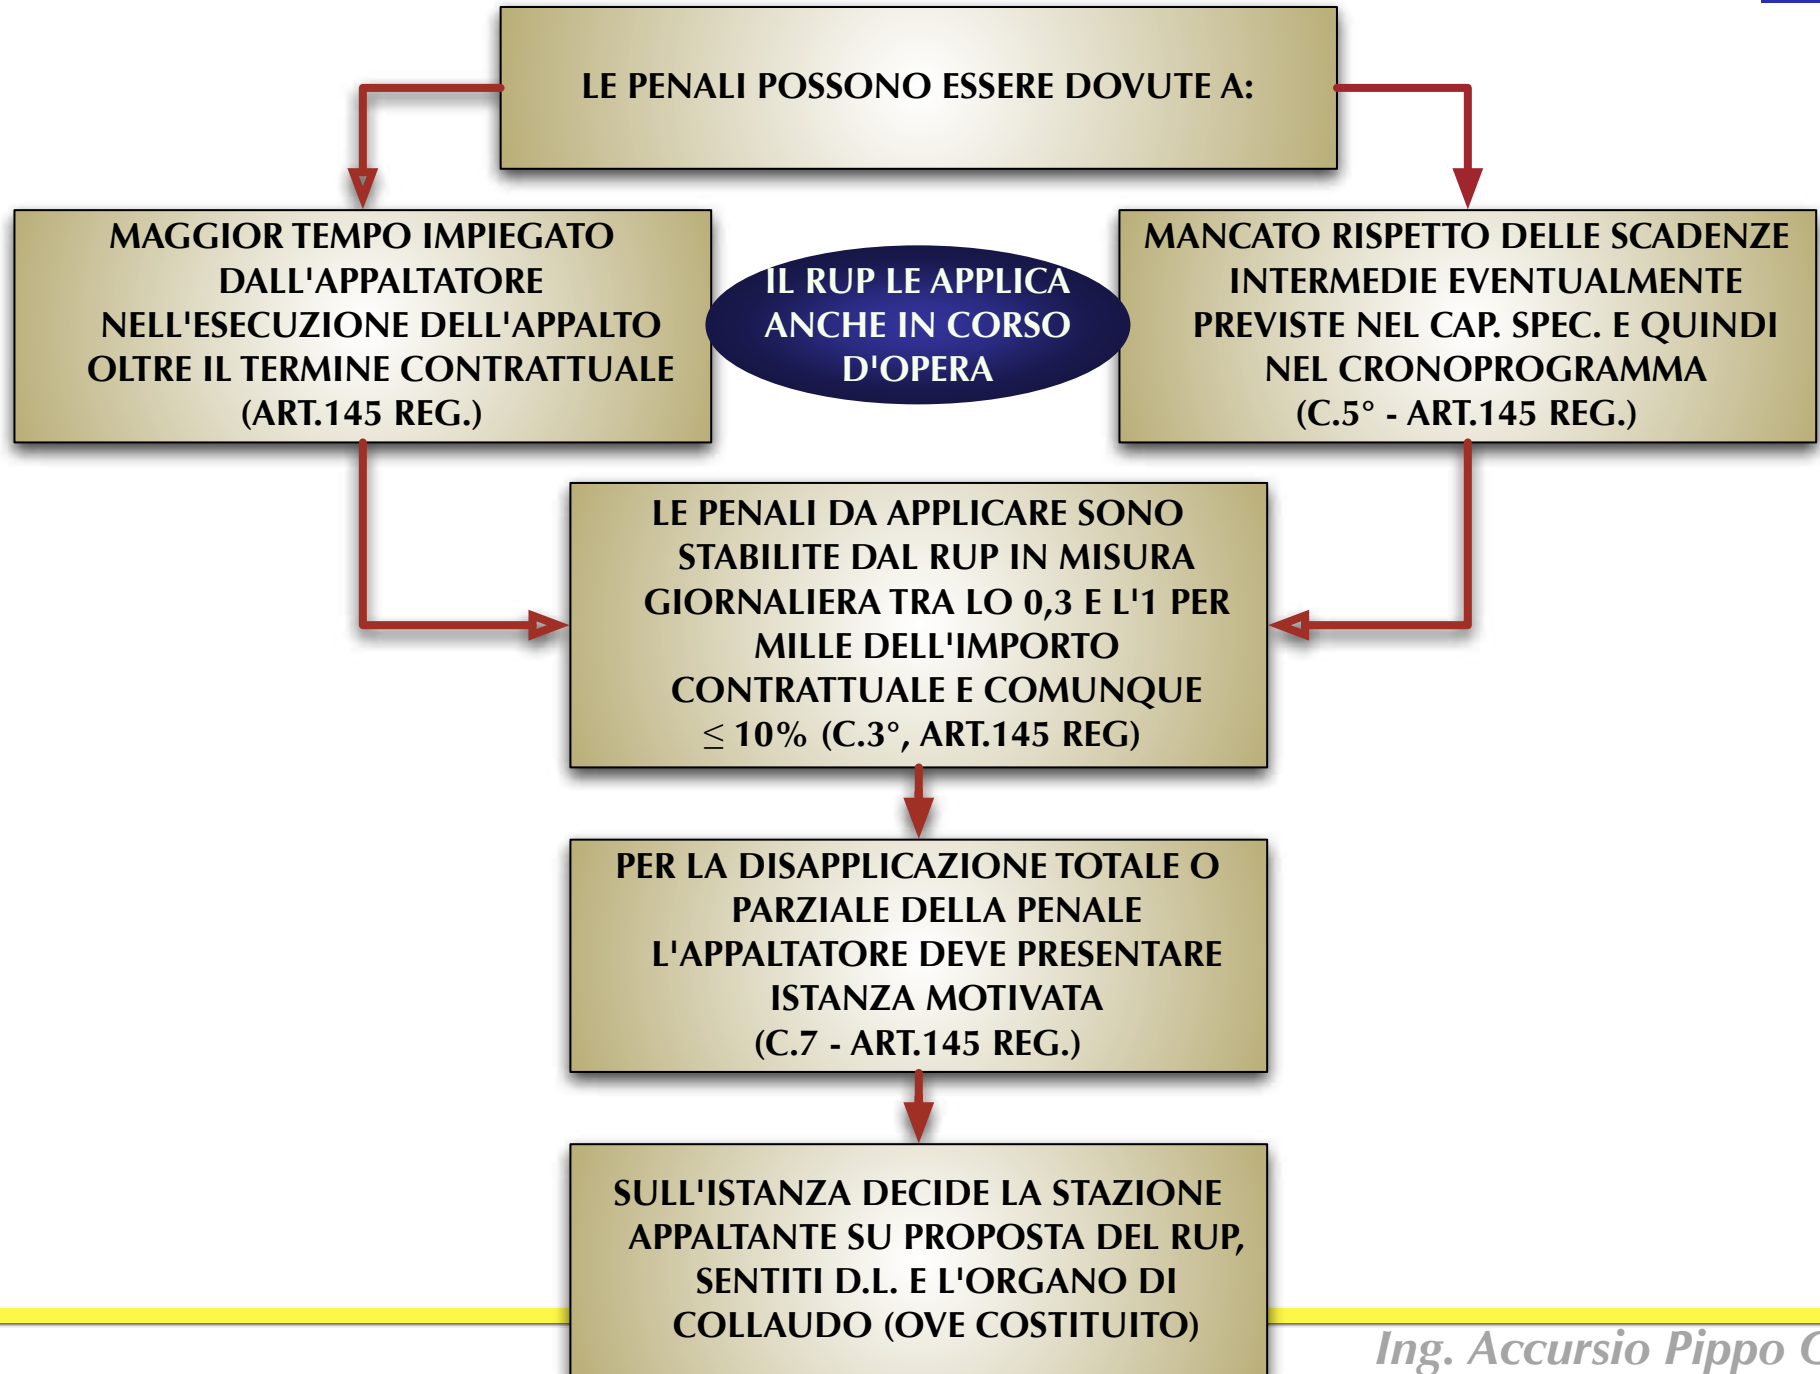 LE PENALI POSSONO ESSERE DOVUTE A:
MAGGIOR TEMPO IMPIEGATO
DALL'APPALTATORE
NELL'ESECUZIONE DELL'APPALTO
OLTRE IL TERMINE CONTRATTUALE
(ART.145 REG.)
IL RUP LE APPLICA
ANCHE IN CORSO
D'OPERA
MANCATO RISPETTO DELLE SCADENZE
INTERMEDIE EVENTUALMENTE
PREVISTE NEL CAP. SPEC. E QUINDI
NEL CRONOPROGRAMMA
(C.5° - ART.145 REG.)
LE PENALI DA APPLICARE SONO
STABILITE DAL RUP IN MISURA
GIORNALIERA TRA LO 0,3 E L'1 PER
MILLE DELL'IMPORTO
CONTRATTUALE E COMUNQUE
≤ 10% (C.3°, ART.145 REG)
PER LA DISAPPLICAZIONE TOTALE O
PARZIALE DELLA PENALE
L'APPALTATORE DEVE PRESENTARE
ISTANZA MOTIVATA
(C.7 - ART.145 REG.)
SULL'ISTANZA DECIDE LA STAZIONE
APPALTANTE SU PROPOSTA DEL RUP,
SENTITI D.L. E L'ORGANO DI
COLLAUDO (OVE COSTITUITO)
Ing. Accursio Pippo